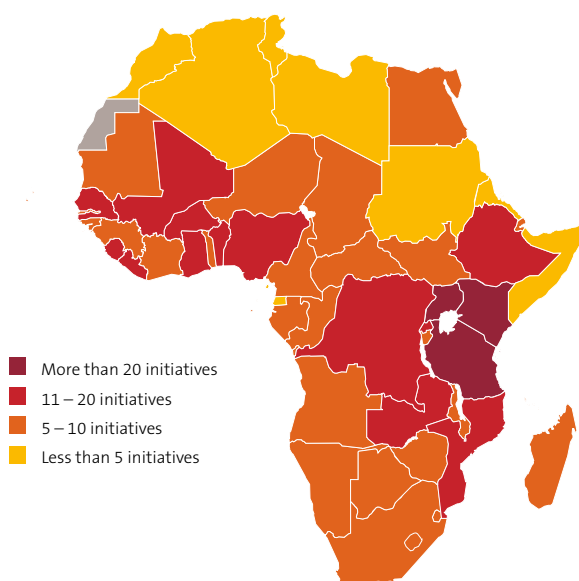 More than 20 initiatives
11 – 20 initiatives
5 – 10 initiatives
Less than 5 initiatives